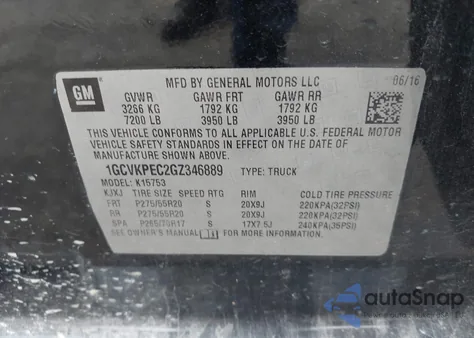 GM
MFD BY GENERAL MOTORS LLC 06/16
GVWR GAWR FRT GAWR RR
3266 KG 1792 KG 1792 KG
7200 LB 3950 LB 3950 LB
THIS VEHICLE CONFORMS TO ALL APPLICABLE U.S. FEDERAL MOTOR
VEHICLE SAFETY STANDARDS IN EFFECT ON THE DATE OF
MANUFACTURE SHOWN ABOVE.
1GCVKPEC2GZ346889 TYPE: TRUCK
MODEL: K15753
KJXJ TIRE SIZE SPEED RTG RIM COLD TIRE PRESSURE
FRT P275/55R20 S 20X9J 220KPA(32PSI)
RR P275/55R20 S 20X9J 220KPA(32PSI)
SP P265/70R17 S 17X7.5J 240KPA(35PSI)
SEE OWNER'S MANUAL FOR MORE INFORMATION.
autoSnap